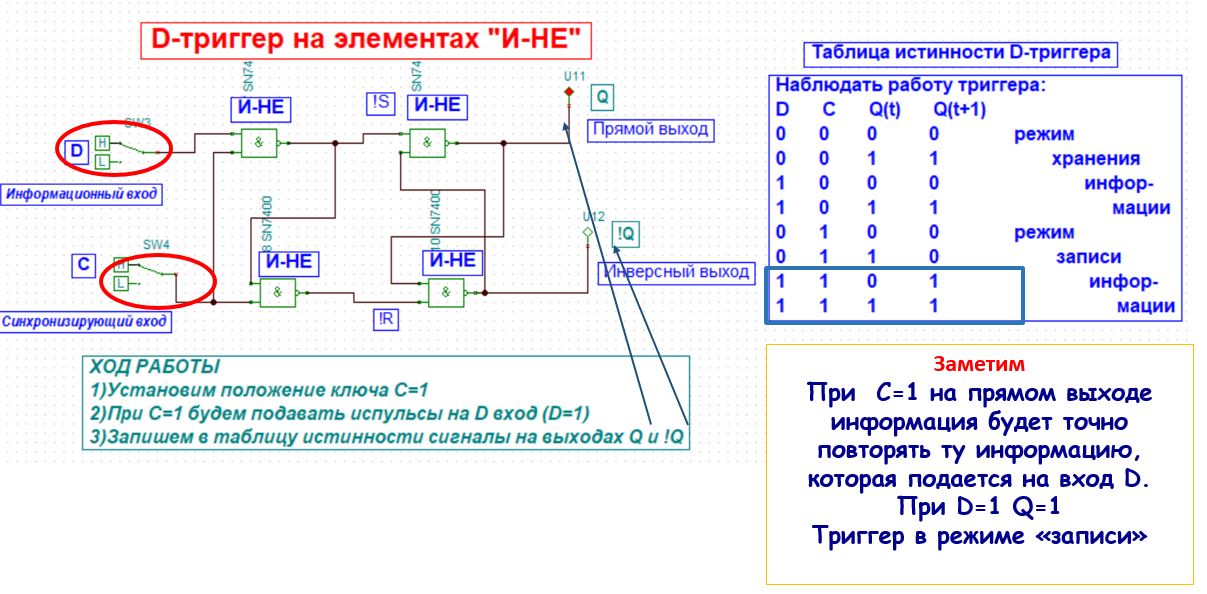 D-триггер на элементах "И-НЕ"
SN74
SN74
U11
И-НЕ
!S
И-НЕ
Q
SW3
D
H
L
&
&
Прямой выход
Информационный вход
SN7400
SN7400
U12
!Q
SW4
C
H
L
И-НЕ
И-НЕ
Инверсный выход
&
&
!R
Синхронизирующий вход
ХОД РАБОТЫ
1)Установим положение ключа С=1
2)При С=1 будем подавать испульсы на D вход (D=1)
3)Запишем в таблицу истинности сигналы на выходах Q и !Q
Таблица истинности D-триггера
Наблюдать работу триггера:
D C Q(t) Q(t+1)
0 0 0 0 режим
0 0 1 1 хранения
1 0 0 0 инфор-
1 0 1 1 мации
0 1 0 0 режим
0 1 1 0 записи
1 1 0 1 инфор-
1 1 1 1 мации
Заметим
При С=1 на прямом выходе
информация будет точно
повторять ту информацию,
которая подается на вход D.
При D=1 Q=1
Триггер в режиме «записи»